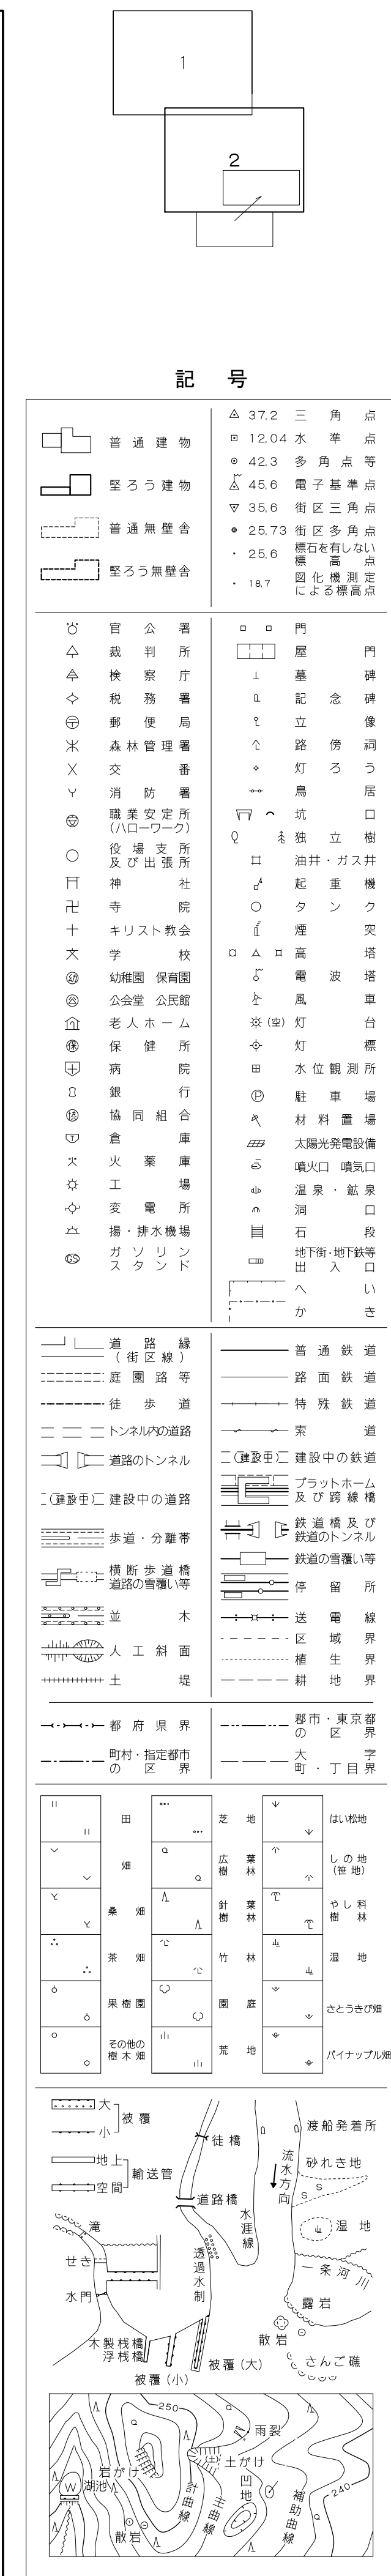 1
2
記号
普通建物
堅ろう建物
普通無壁舎
堅ろう無壁舎
37.2 三角点
12.04 水準点
42.3 多角点等
45.6 電子基準点
35.6 街区三角点
25.73 街区多角点
25.6 標石を有しない
標高点
18.7 図化機測定
による標高点
官公署
裁判所
検察庁
税務署
郵便局
森林管理署
交番
消防署
職業安定所
(ハローワーク)
役場支所
及び出張所
神社
寺院
キリスト教会
文 学校
幼 幼稚園 保育園
公 公会堂 公民館
老人ホーム
保 保健所
病院
銀行
協 協同組合
倉庫
火薬庫
工場
変電所
揚・排水機場
GS ガソリン
スタンド
門
屋門
墓碑
記念碑
立像
路傍祠
灯ろう
鳥居
坑口
独立樹
油井・ガス井
起重機
タンク
煙突
高塔
電波塔
風車
(空) 灯台
灯標
水位観測所
P 駐車場
材料置場
太陽光発電設備
噴火口 噴気口
温泉・鉱泉
洞口
石段
地下街・地下鉄等
出入口
へい
かき
道路縁
(街区線)
庭園路等
徒歩道
トンネル内の道路
道路のトンネル
(建設中) 建設中の道路
歩道・分離帯
横断歩道橋
道路の雪覆い等
並木
人工斜面
土堤
普通鉄道
路面鉄道
特殊鉄道
索道
(建設中) 建設中の鉄道
プラットホーム
及び跨線橋
鉄道橋及び
鉄道のトンネル
鉄道の雪覆い等
停留所
送電線
区域界
植生界
耕地界
都府県界
町村・指定都市
の区界
郡市・東京都
の区界
大字
町・丁目界
田
畑
桑畑
茶畑
果樹園
その他の
樹木畑
芝地
広葉
樹林
針葉
樹林
竹林
園庭
荒地
はい松地
しの地
(笹地)
やし科
樹林
湿地
さとうきび畑
パイナップル畑
大
小
被覆
地上
空間
輸送管
滝
せき
水門
木製桟橋
浮桟橋
被覆(小)
被覆(大)
透過水制
徒橋
道路橋
水涯線
流水方向
渡船発着所
砂れき地
S
S
湿地
一条河川
露岩
散岩
さんご礁
250
雨裂
(土)
土がけ
岩がけ
W
湖池
散岩
計曲線
主曲線
凹地
補助曲線
240